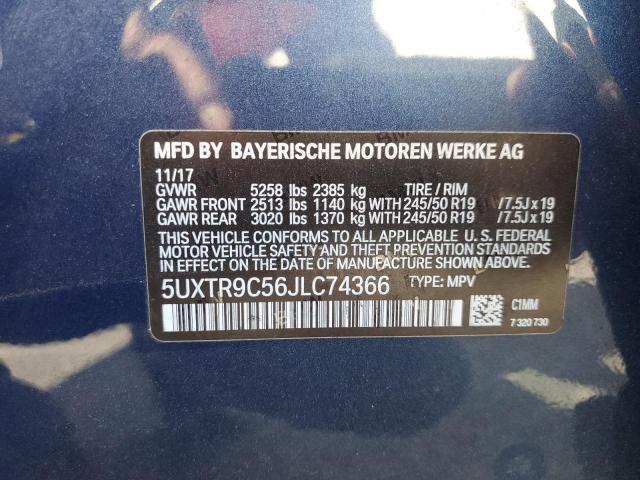 MFD BY BAYERISCHE MOTOREN WERKE AG
11/17
GVWR 5258 lbs 2385 kg TIRE / RIM
GAWR FRONT 2513 lbs 1140 kg WITH 245/50 R19 /7.5J x 19
GAWR REAR 3020 lbs 1370 kg WITH 245/50 R19 /7.5J x 19
THIS VEHICLE CONFORMS TO ALL APPLICABLE U.S. FEDERAL
MOTOR VEHICLE SAFETY AND THEFT PREVENTION STANDARDS
IN EFFECT ON THE DATE OF MANUFACTURE SHOWN ABOVE.
5UXTR9C56JLC74366 TYPE: MPV
C1MM
7 320 730